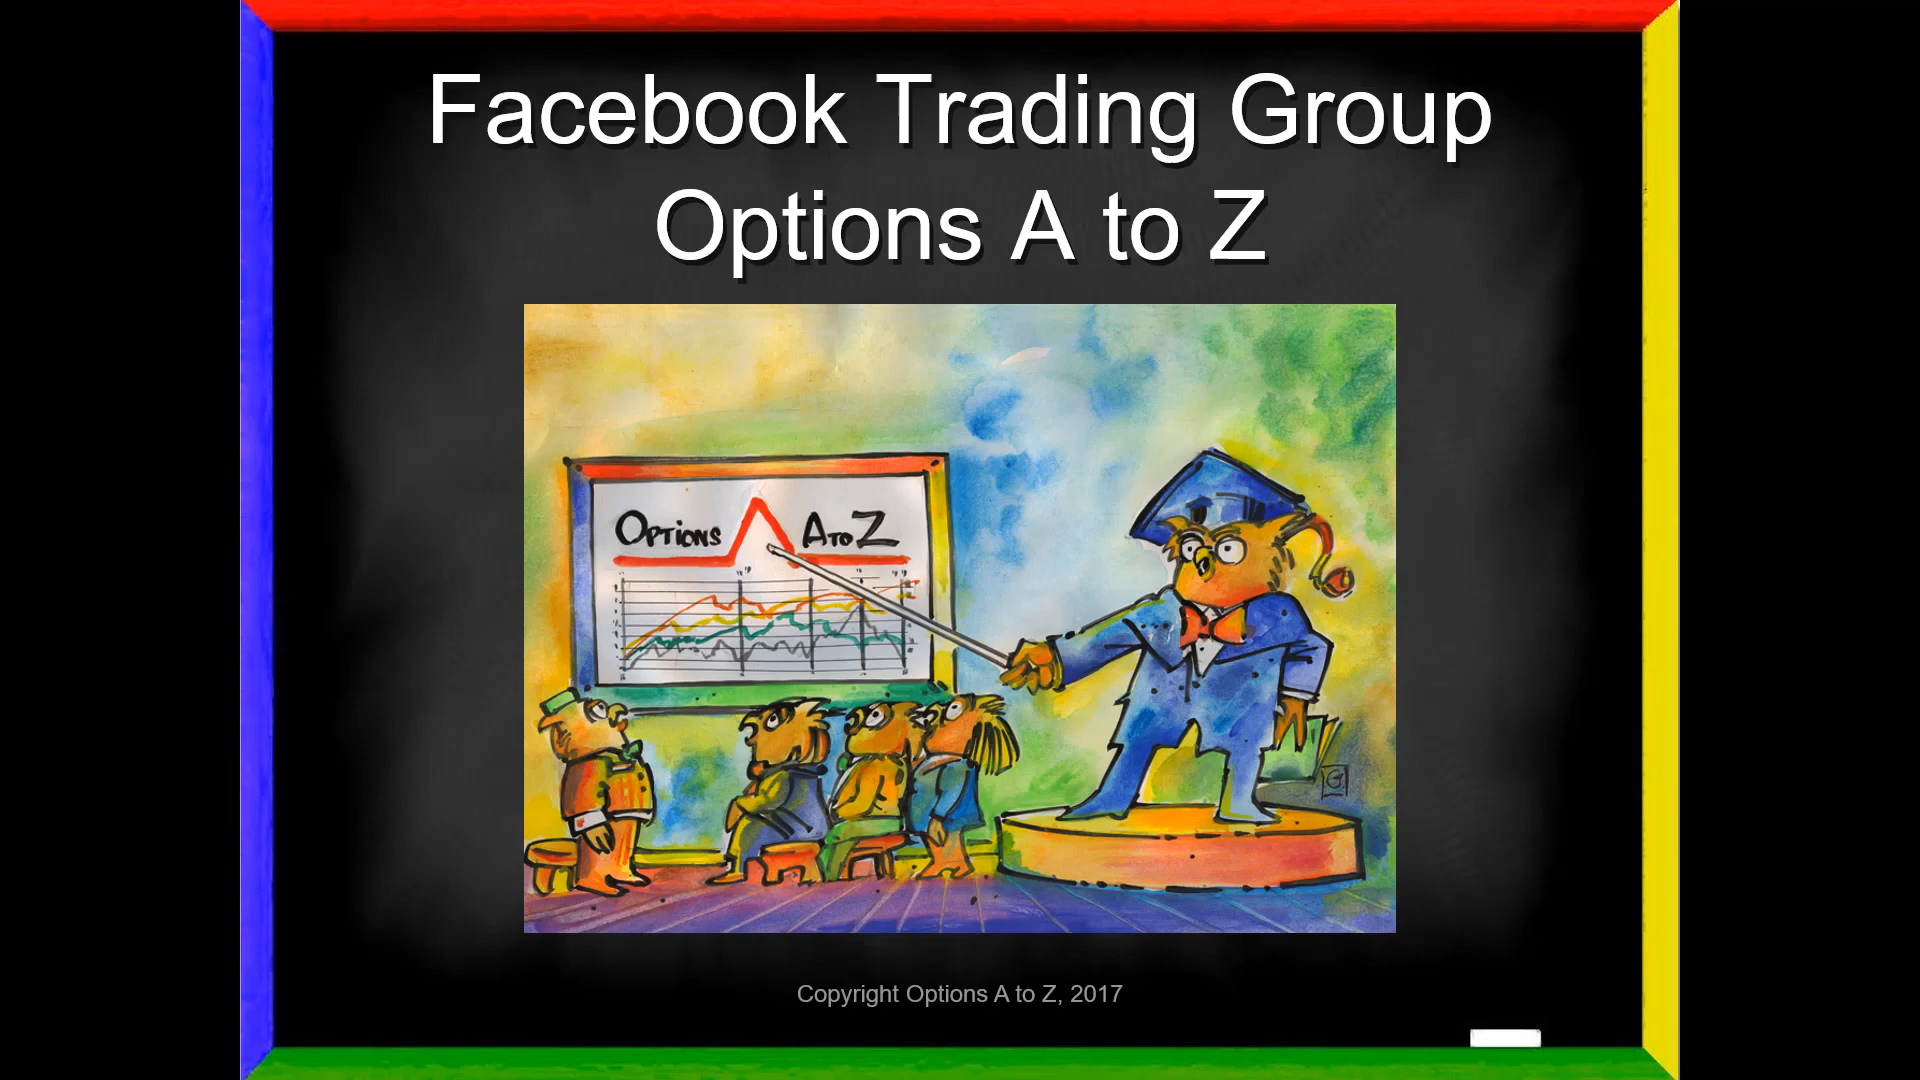 Facebook Trading Group
Options A to Z
OPTiONS A TO Z
Copyright Options A to Z, 2017